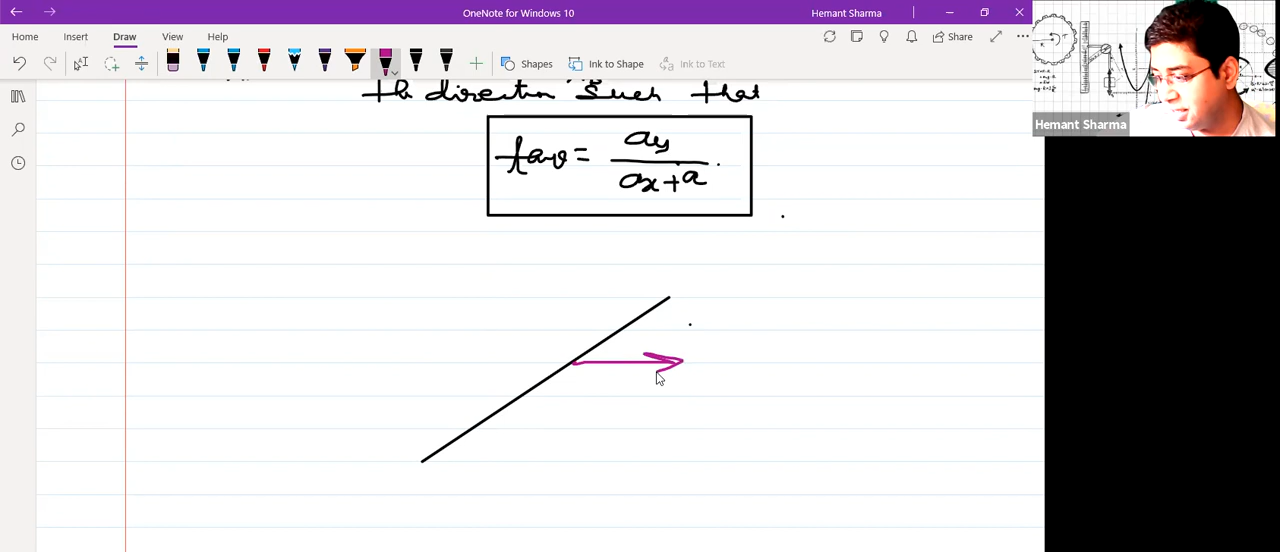 OneNote for Windows 10
Hemant Sharma
Home Insert Draw View Help
Share
Shapes
Ink to Shape
Ink to Text
the direction such that
tanθ = ay
ax + a
Hemant Sharma